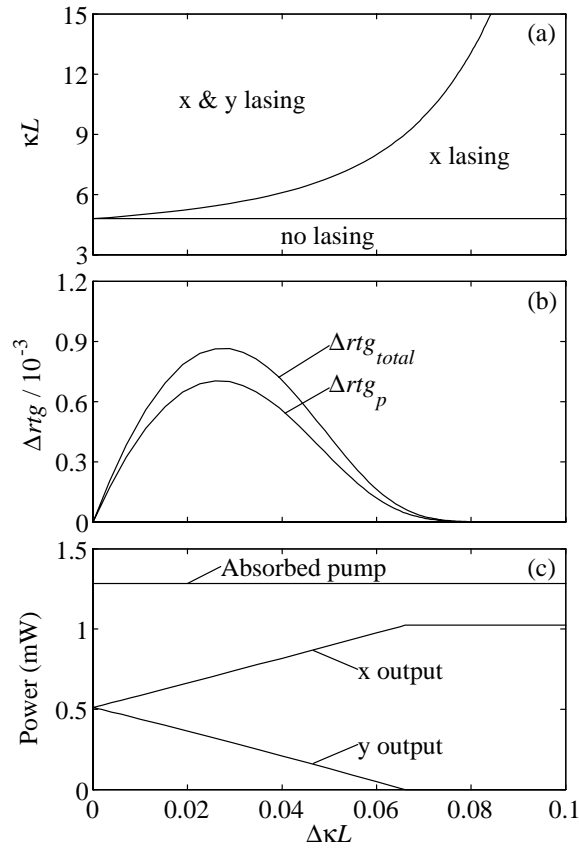 15
(a)
12
x & y lasing
κL
9
x lasing
6
no lasing
3
1.2
(b)
Δrtg / 10⁻³
0.9
Δrtg_total
0.6
Δrtg_p
0.3
0
1.5
Absorbed pump
(c)
Power (mW)
1
x output
0.5
y output
0
0 0.02 0.04 0.06 0.08 0.1
ΔκL